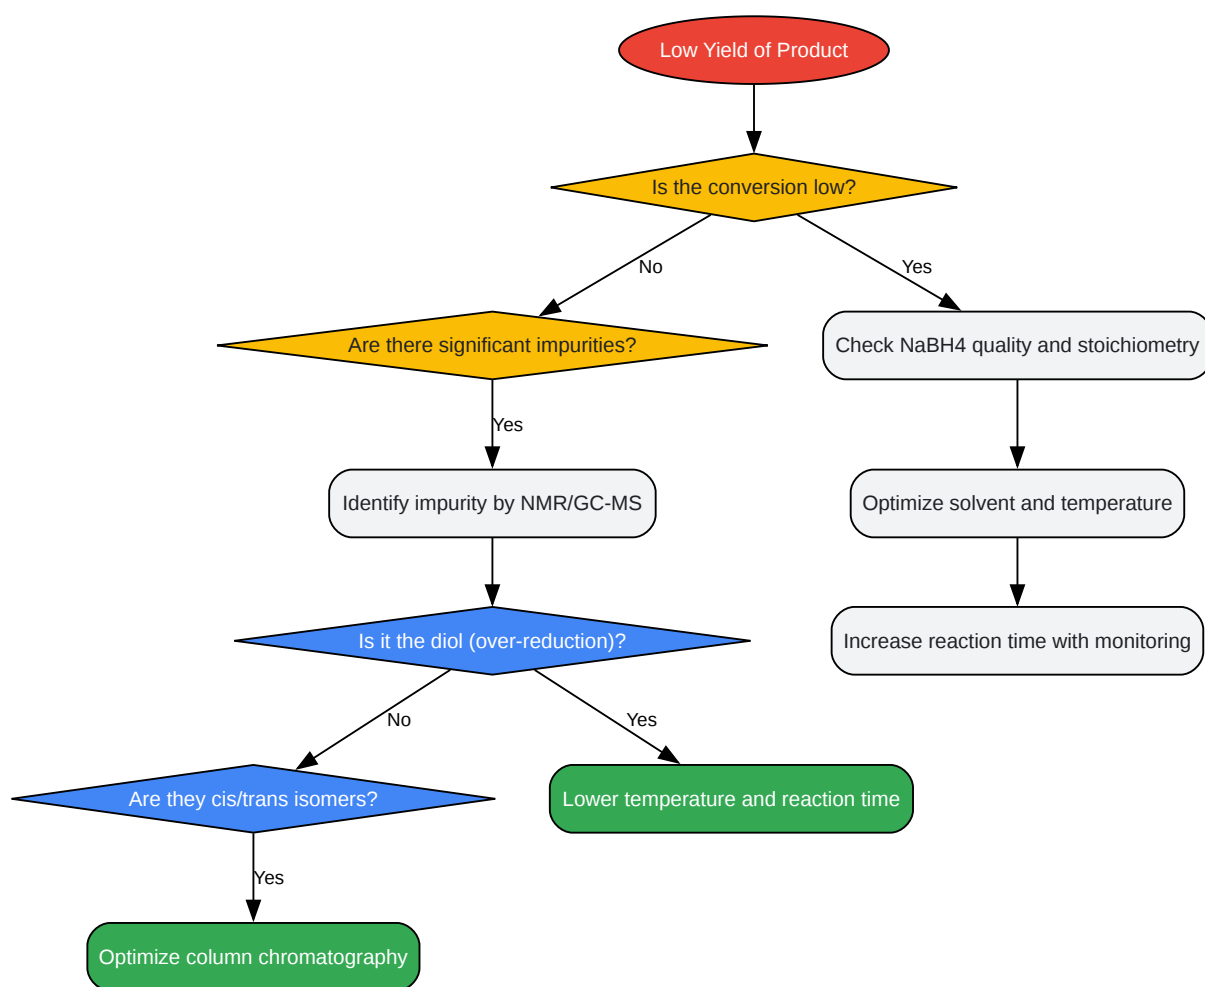 Low Yield of Product
Is the conversion low?
No
Yes
Are there significant impurities?
Check NaBH4 quality and stoichiometry
Yes
Identify impurity by NMR/GC-MS
Optimize solvent and temperature
Is it the diol (over-reduction)?
Increase reaction time with monitoring
No
Yes
Are they cis/trans isomers?
Lower temperature and reaction time
Yes
Optimize column chromatography